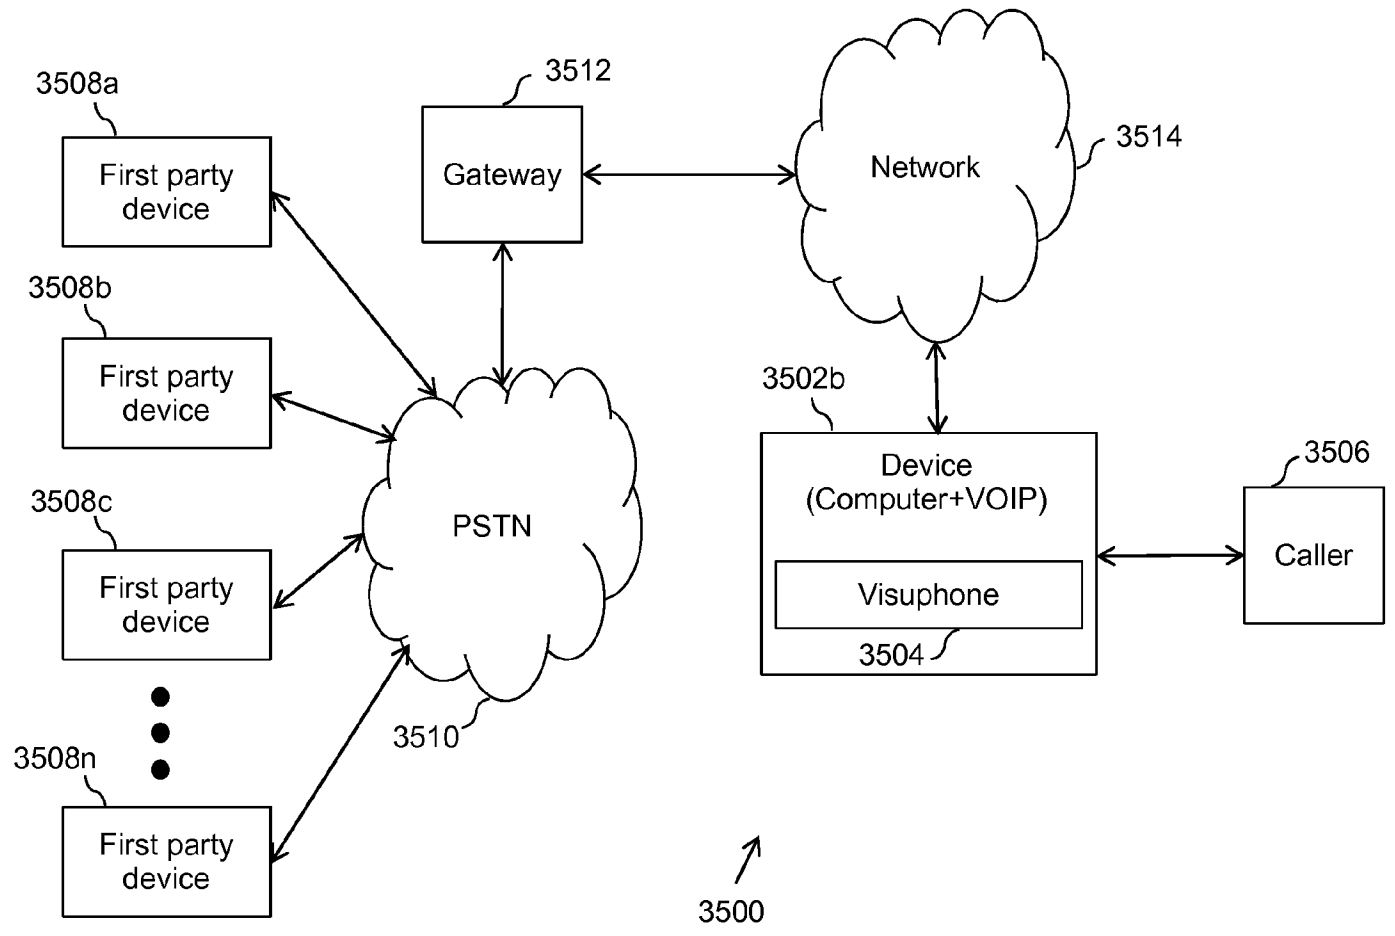 3508a
First party
device
3512
Gateway
Network
3514
3508b
First party
device
3502b
Device
(Computer+VOIP)
Visuphone
3504
3506
Caller
3508c
First party
device
PSTN
3510
3508n
First party
device
3500